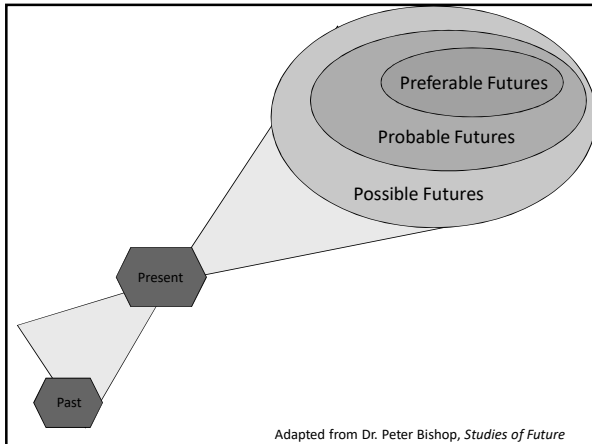 Preferable Futures
Probable Futures
Possible Futures
Present
Past
Adapted from Dr. Peter Bishop, Studies of Future